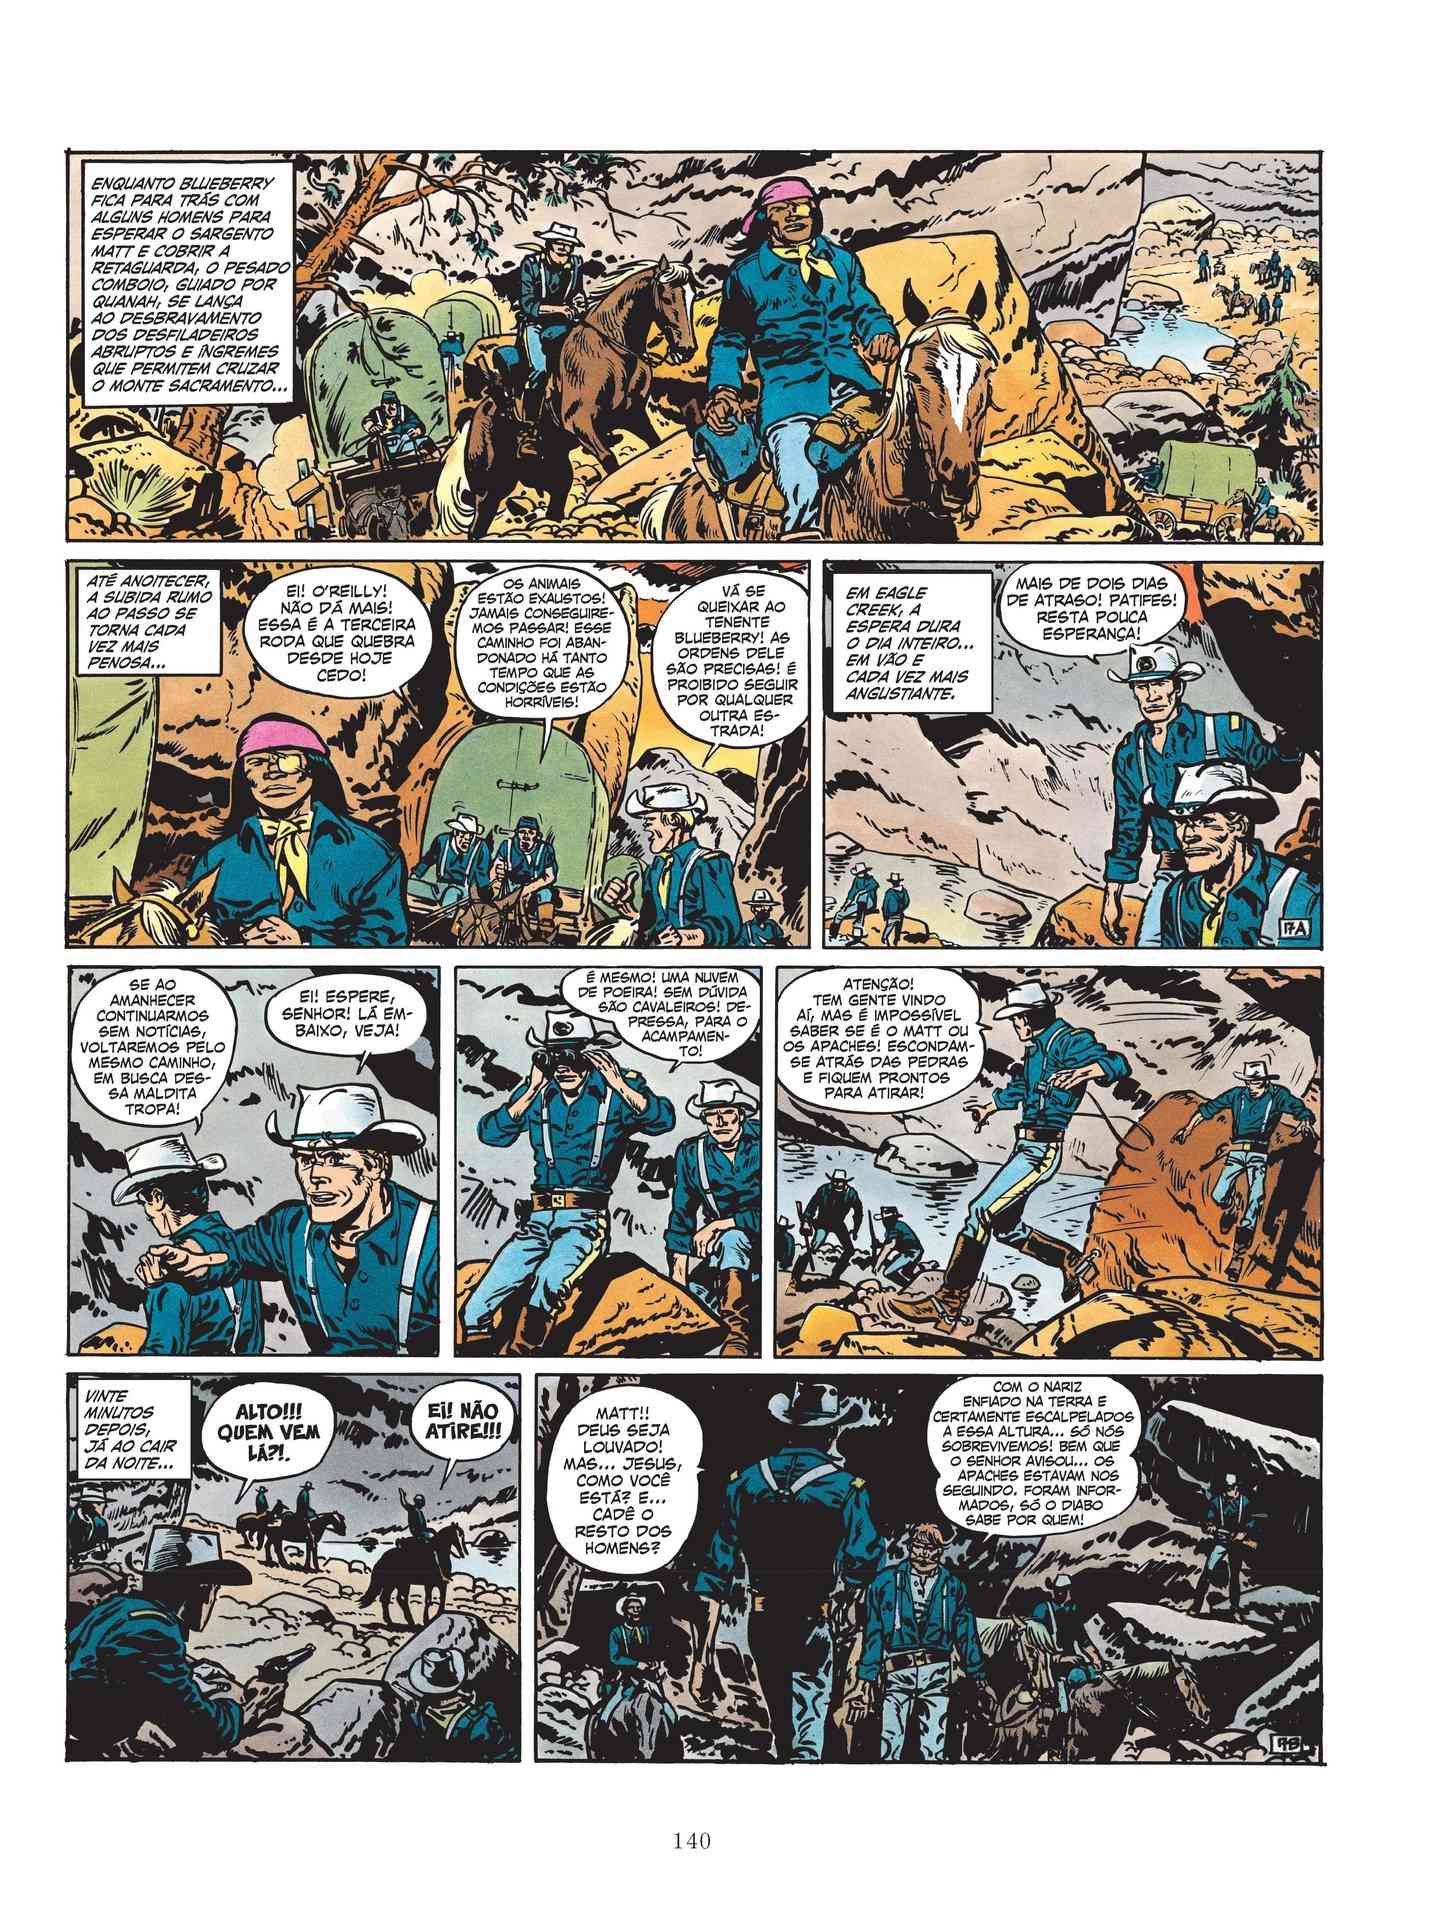 ENQUANTO BLUEBERRY
FICA PARA TRÁS COM
ALGUNS HOMENS PARA
ESPERAR O SARGENTO
MATT E COBRIR A
RETAGUARDA, O PESADO
COMBOIO, GUIADO POR
QUANAH, SE LANÇA
AO DESBRAVAMENTO
DOS DESFILADEIROS
ABRUPTOS E ÍNGREMES
QUE PERMITEM CRUZAR
O MONTE SACRAMENTO...
ATÉ ANOITECER,
A SUBIDA RUMO
AO PASSO SE
TORNA CADA
VEZ MAIS
PENOSA...
EI! O'REILLY!
NÃO DÁ MAIS!
ESSA É A TERCEIRA
RODA QUE QUEBRA
DESDE HOJE
CEDO!
OS ANIMAIS
ESTÃO EXAUSTOS!
JAMAIS CONSEGUIRE-
MOS PASSAR! ESSE
CAMINHO FOI ABAN-
DONADO HÁ TANTO
TEMPO QUE AS
CONDIÇÕES ESTÃO
HORRÍVEIS!
VÁ SE
QUEIXAR AO
TENENTE
BLUEBERRY! AS
ORDENS DELE
SÃO PRECISAS! É
PROIBIDO SEGUIR
POR QUALQUER
OUTRA ES-
TRADA!
EM EAGLE
CREEK, A
ESPERA DURA
O DIA INTEIRO...
EM VÃO E
CADA VEZ MAIS
ANGUSTIANTE.
MAIS DE DOIS DIAS
DE ATRASO! PATIFES!
RESTA POUCA
ESPERANÇA!
17A
SE AO
AMANHECER
CONTINUARMOS
SEM NOTÍCIAS,
VOLTAREMOS PELO
MESMO CAMINHO,
EM BUSCA DES-
SA MALDITA
TROPA!
EI! ESPERE,
SENHOR! LÁ EM-
BAIXO, VEJA!
É MESMO! UMA NUVEM
DE POEIRA! SEM DÚVIDA
SÃO CAVALEIROS! DE-
PRESSA, PARA O
ACAMPAMEN-
TO!
ATENÇÃO!
TEM GENTE VINDO
AÍ, MAS É IMPOSSÍVEL
SABER SE É O MATT OU
OS APACHES! ESCONDAM-
SE ATRÁS DAS PEDRAS
E FIQUEM PRONTOS
PARA ATIRAR!
VINTE
MINUTOS
DEPOIS,
JÁ AO CAIR
DA NOITE...
ALTO!!!
QUEM VEM
LÁ?!.
EI! NÃO
ATIRE!!!
MATT!!
DEUS SEJA
LOUVADO!
MAS... JESUS,
COMO VOCÊ
ESTÁ? E...
CADÊ O
RESTO DOS
HOMENS?
COM O NARIZ
ENFIADO NA TERRA E
CERTAMENTE ESCALPELADOS
A ESSA ALTURA... SÓ NÓS
SOBREVIVEMOS! BEM QUE
O SENHOR AVISOU... OS
APACHES ESTAVAM NOS
SEGUINDO. FORAM INFOR-
MADOS, SÓ O DIABO
SABE POR QUEM!
140